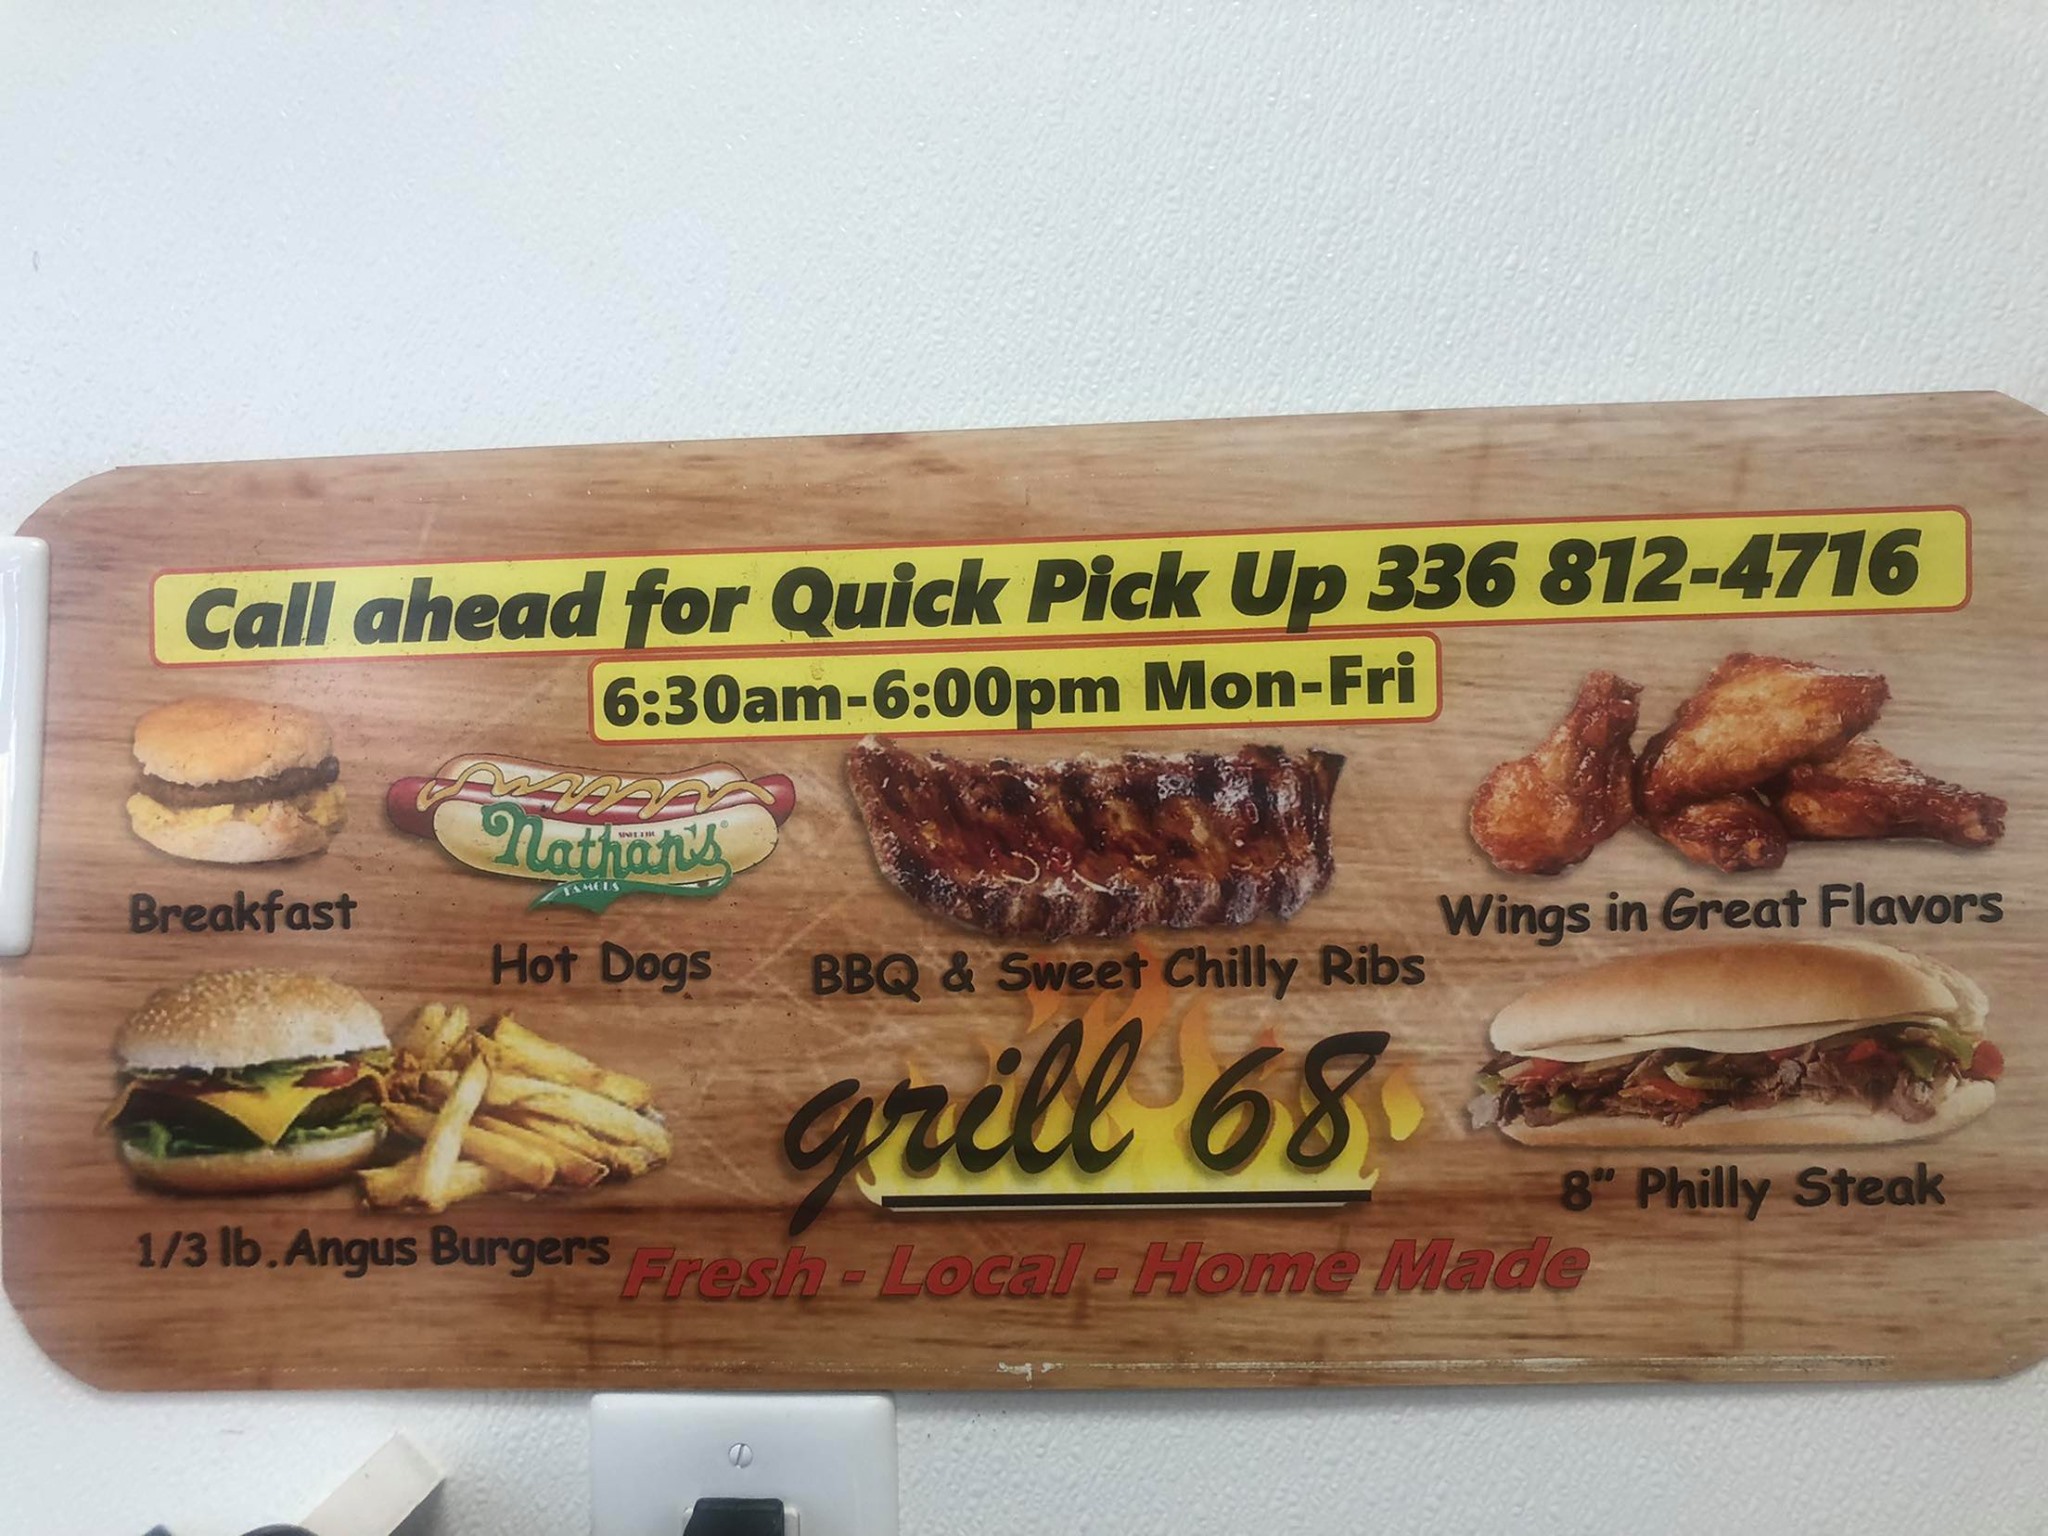 Call ahead for Quick Pick Up 336 812-4716
6:30am-6:00pm Mon-Fri
Nathan's
FAMOUS
Breakfast
Hot Dogs
BBQ & Sweet Chilly Ribs
Wings in Great Flavors
grill 68
1/3 lb. Angus Burgers
8" Philly Steak
Fresh - Local - Home Made